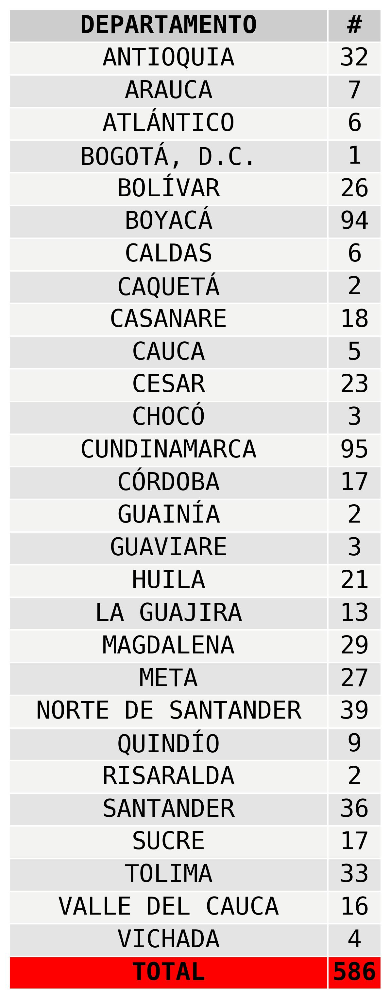 DEPARTAMENTO #
ANTIOQUIA 32
ARAUCA 7
ATLÁNTICO 6
BOGOTÁ, D.C. 1
BOLÍVAR 26
BOYACÁ 94
CALDAS 6
CAQUETÁ 2
CASANARE 18
CAUCA 5
CESAR 23
CHOCÓ 3
CUNDINAMARCA 95
CÓRDOBA 17
GUAINÍA 2
GUAVIARE 3
HUILA 21
LA GUAJIRA 13
MAGDALENA 29
META 27
NORTE DE SANTANDER 39
QUINDÍO 9
RISARALDA 2
SANTANDER 36
SUCRE 17
TOLIMA 33
VALLE DEL CAUCA 16
VICHADA 4
TOTAL 586